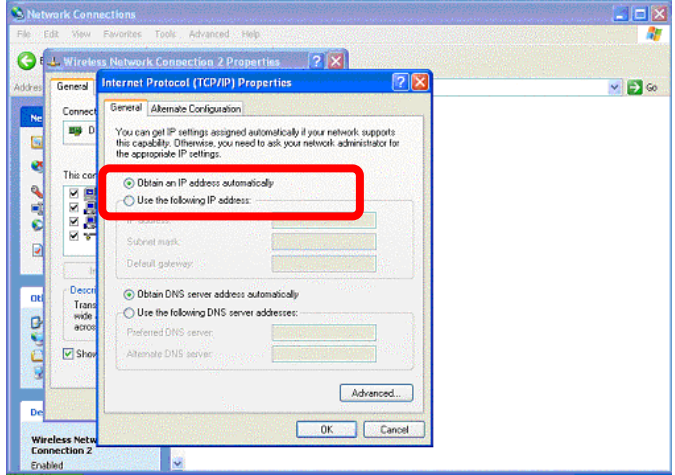 Network Connections
File Edit View Favorites Tools Advanced Help
Wireless Network Connection 2 Properties
Addres
Go
General
Internet Protocol (TCP/IP) Properties
General Alternate Configuration
Connect
D
You can get IP settings assigned automatically if your network supports
this capability. Otherwise, you need to ask your network administrator for
the appropriate IP settings.
This con
Obtain an IP address automatically
Use the following IP address:
IP address:
Subnet mask:
Default gateway:
In
Descri
Trans
wide
acros
Obtain DNS server address automatically
Use the following DNS server addresses:
Preferred DNS server:
Alternate DNS server:
Show
Advanced...
OK Cancel
Ne
Ot
De
Wireless Netw
Connection 2
Enabled